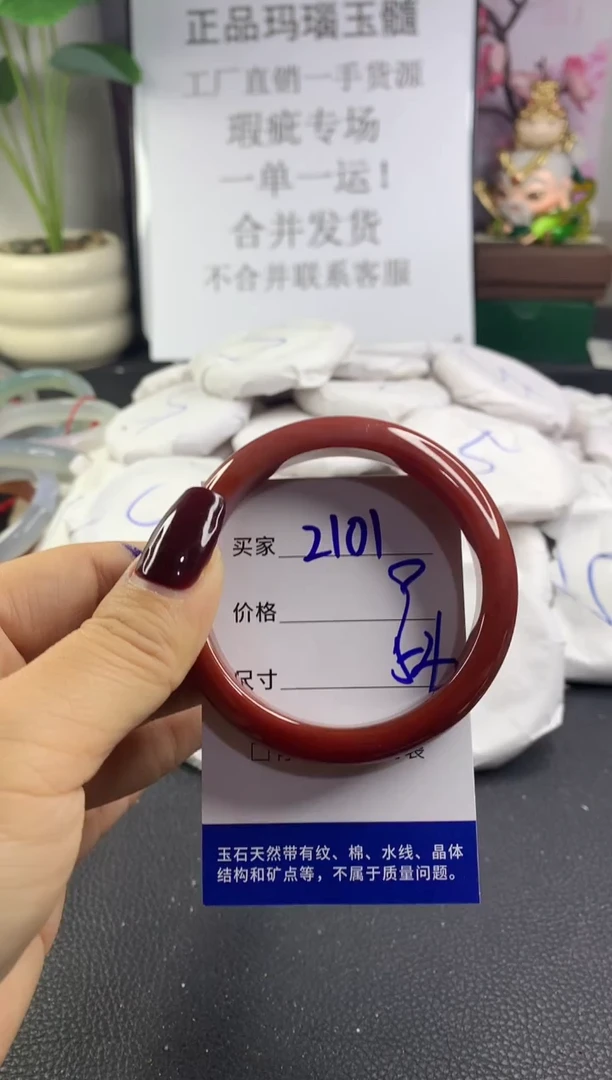 正品玛瑙玉髓
工厂直销一手货源
瑕疵专场
一单一运!
合并发货
不合并联系客服
5
买家 2101
价格
尺寸 54
玉石天然带有纹、棉、水线、晶体
结构和矿点等，不属于质量问题。